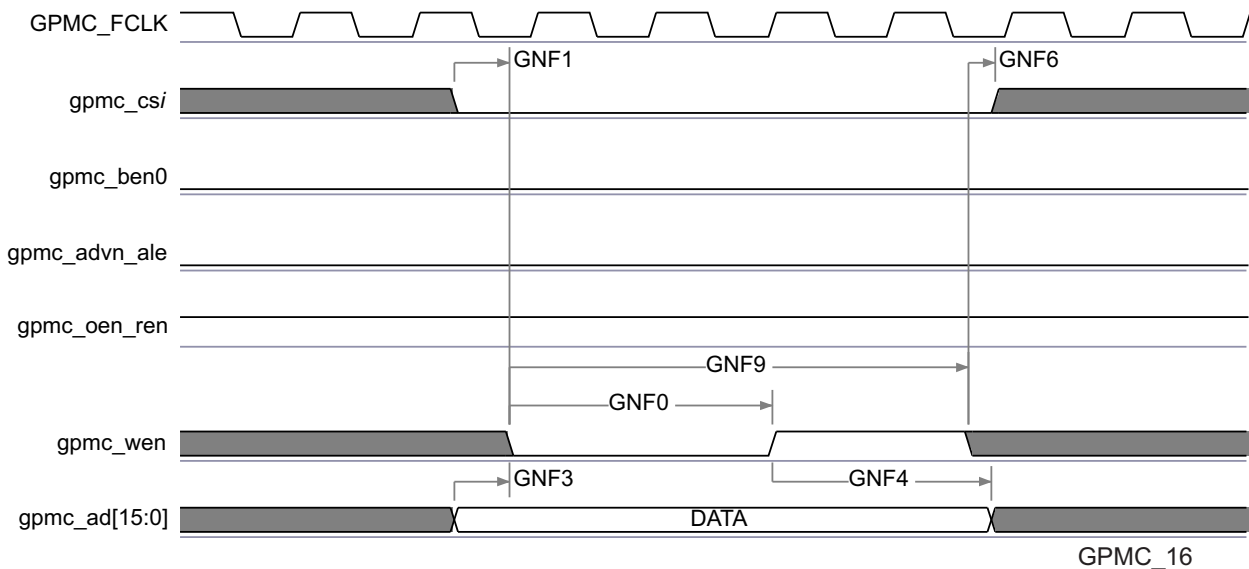 GPMC_FCLK
GNF1
GNF6
gpmc_csi
gpmc_ben0
gpmc_advn_ale
gpmc_oen_ren
GNF9
GNF0
gpmc_wen
GNF3
GNF4
gpmc_ad[15:0]
DATA
GPMC_16